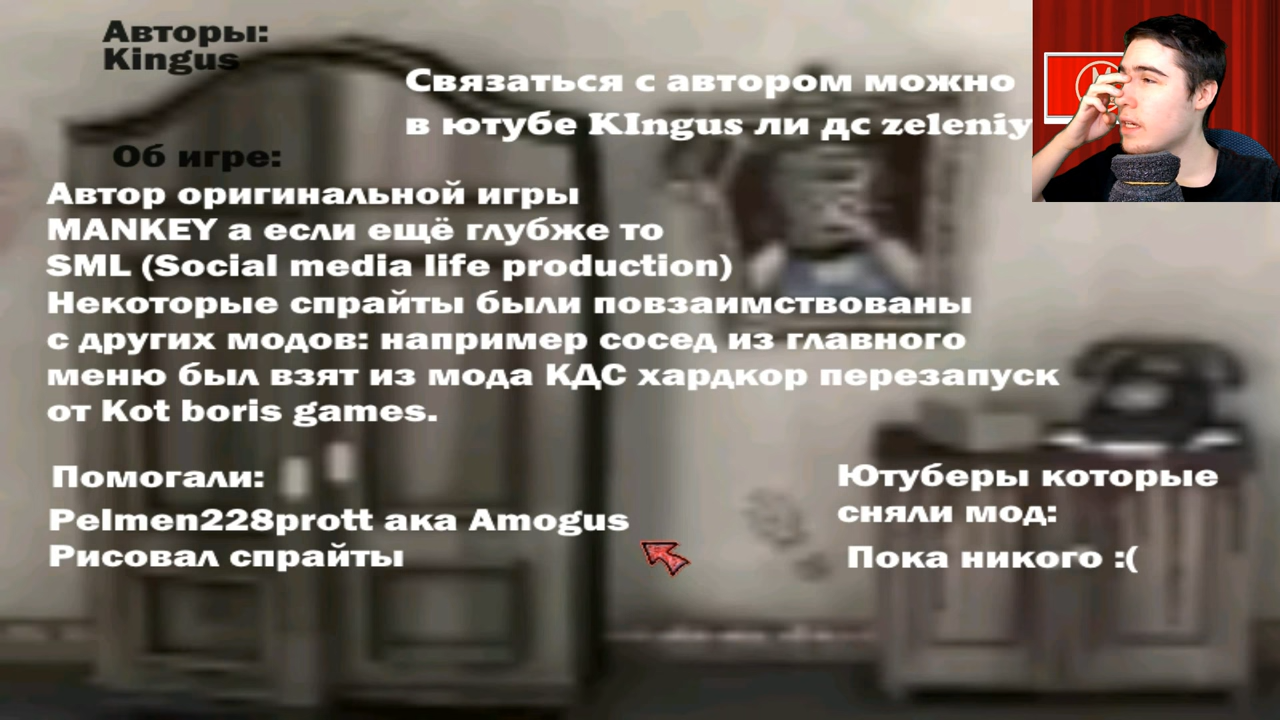 Авторы:
Kingus
Связаться с автором можно
в ютубе KIngus ли дс zeleniy
Об игре:
Автор оригинальной игры
MANKEY а если ещё глубже то
SML (Social media life production)
Некоторые спрайты были повзаимствованы
с других модов: например сосед из главного
меню был взят из мода КДС хардкор перезапуск
от Kot boris games.
Помогали:
Pelmen228prott ака Amogus
Рисовал спрайты
Ютуберы которые
сняли мод:
Пока никого :(